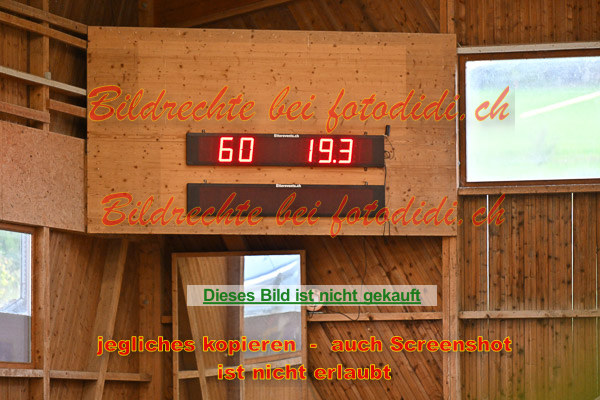 Bildrechte bei fotodidi.ch
60 19.3
Bildrechte bei fotodidi.ch
Dieses Bild ist nicht gekauft
jegliches kopieren - auch Screenshot
ist nicht erlaubt